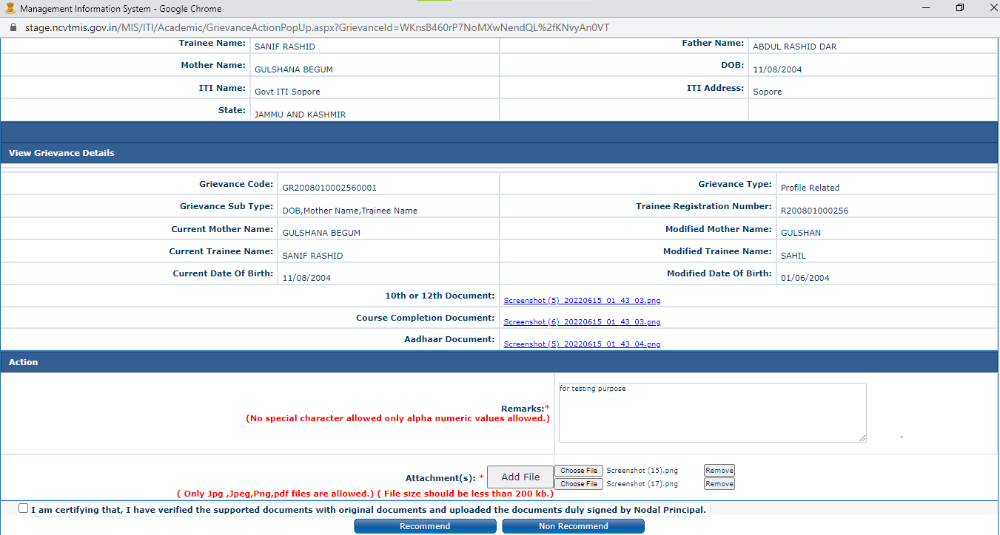 Management Information System - Google Chrome
stage.ncvtmis.gov.in/MIS/ITI/Academic/GrievanceActionPopUp.aspx?GrievanceId=WKnsB460rP7NoMXwNendQL%2fKNvyAn0VT
Trainee Name: SANIF RASHID Father Name: ABDUL RASHID DAR
Mother Name: GULSHANA BEGUM DOB: 11/08/2004
ITI Name: Govt ITI Sopore ITI Address: Sopore
State: JAMMU AND KASHMIR
View Grievance Details
Grievance Code: GR2008010002560001 Grievance Type: Profile Related
Grievance Sub Type: DOB,Mother Name,Trainee Name Trainee Registration Number: R200801000256
Current Mother Name: GULSHANA BEGUM Modified Mother Name: GULSHAN
Current Trainee Name: SANIF RASHID Modified Trainee Name: SAHIL
Current Date Of Birth: 11/08/2004 Modified Date Of Birth: 01/06/2004
10th or 12th Document: Screenshot (5)_20220615_01_43_03.png
Course Completion Document: Screenshot (6)_20220615_01_43_03.png
Aadhaar Document: Screenshot (5)_20220615_01_43_04.png
Action
for testing purpose
Remarks:*
(No special character allowed only alpha numeric values allowed.)
,
Attachment(s): * Add File Choose File Screenshot (15).png Remove
Choose File Screenshot (17).png Remove
( Only Jpg ,Jpeg,Png,pdf files are allowed.) ( File size should be less than 200 kb.)
I am certifying that, I have verified the supported documents with original documents and uploaded the documents duly signed by Nodal Principal.
Recommend Non Recommend